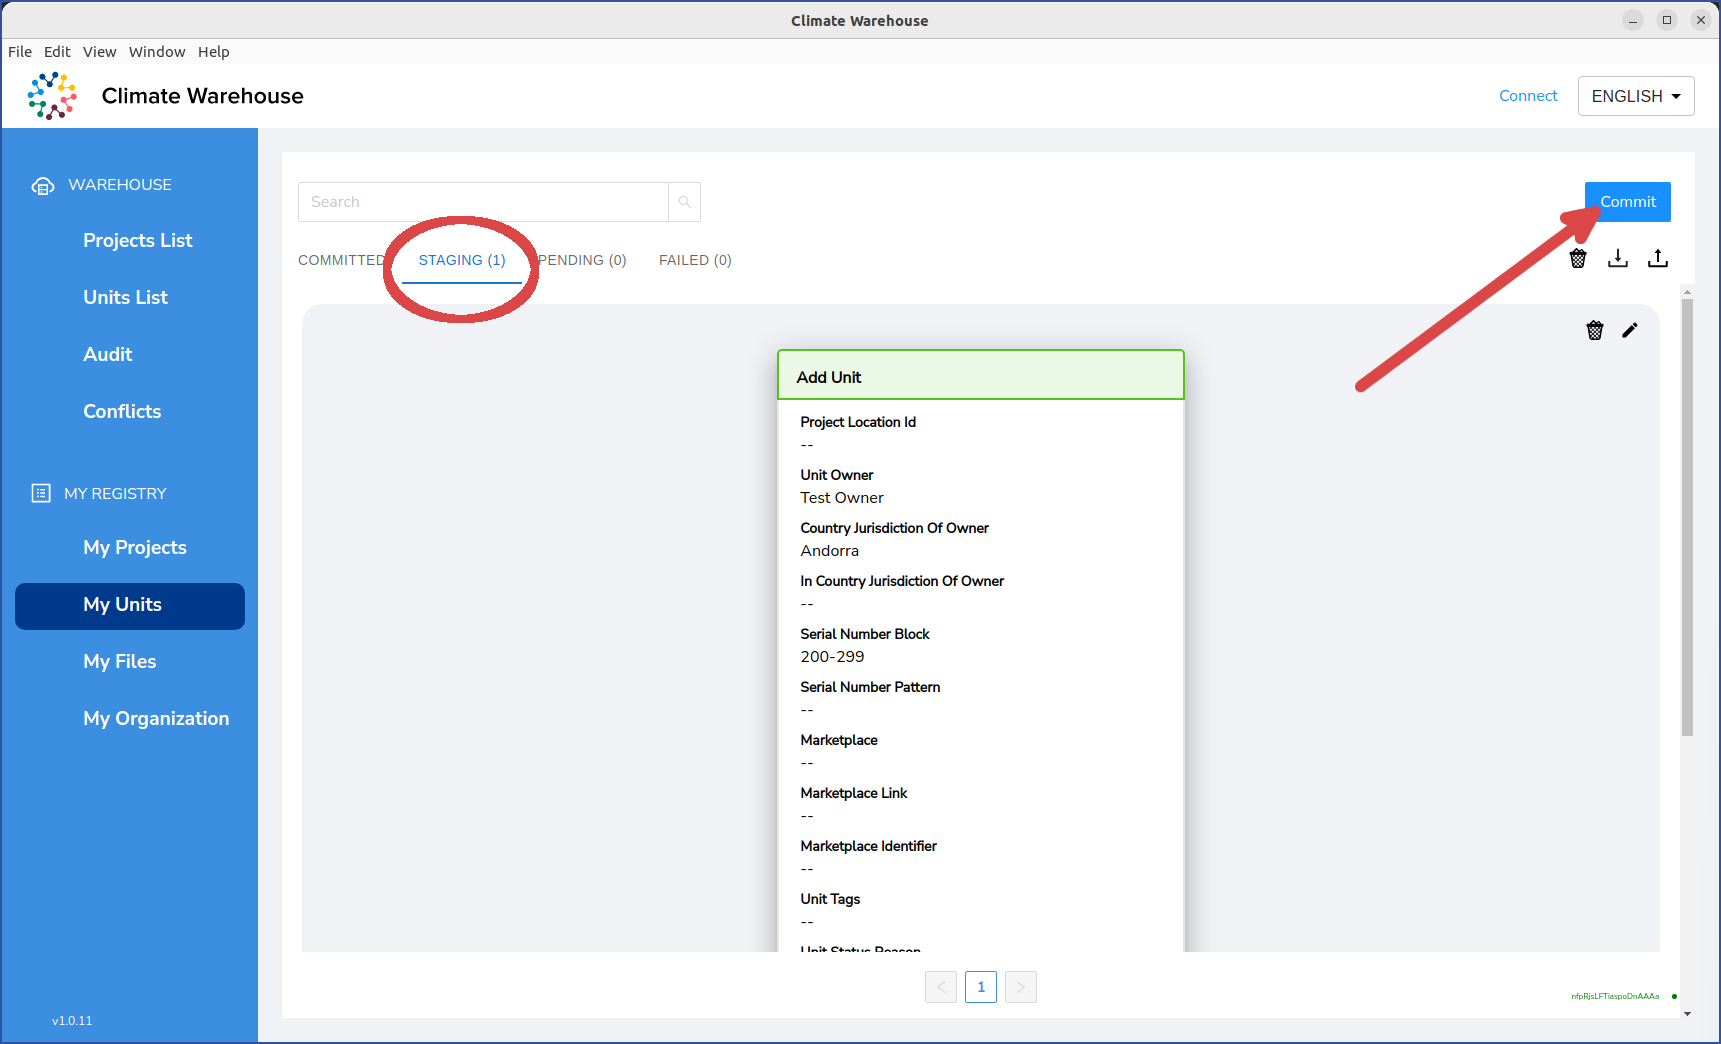 Climate Warehouse
File Edit View Window Help
Climate Warehouse
Connect
ENGLISH
WAREHOUSE
Projects List
Units List
Audit
Conflicts
MY REGISTRY
My Projects
My Units
My Files
My Organization
v1.0.11
Search
Commit
COMMITTED STAGING (1) PENDING (0) FAILED (0)
Add Unit
Project Location Id
--
Unit Owner
Test Owner
Country Jurisdiction Of Owner
Andorra
In Country Jurisdiction Of Owner
--
Serial Number Block
200-299
Serial Number Pattern
--
Marketplace
--
Marketplace Link
--
Marketplace Identifier
--
Unit Tags
--
Unit Status Reason
< 1 >
nfpRjsLFTiaspoDnAAAa